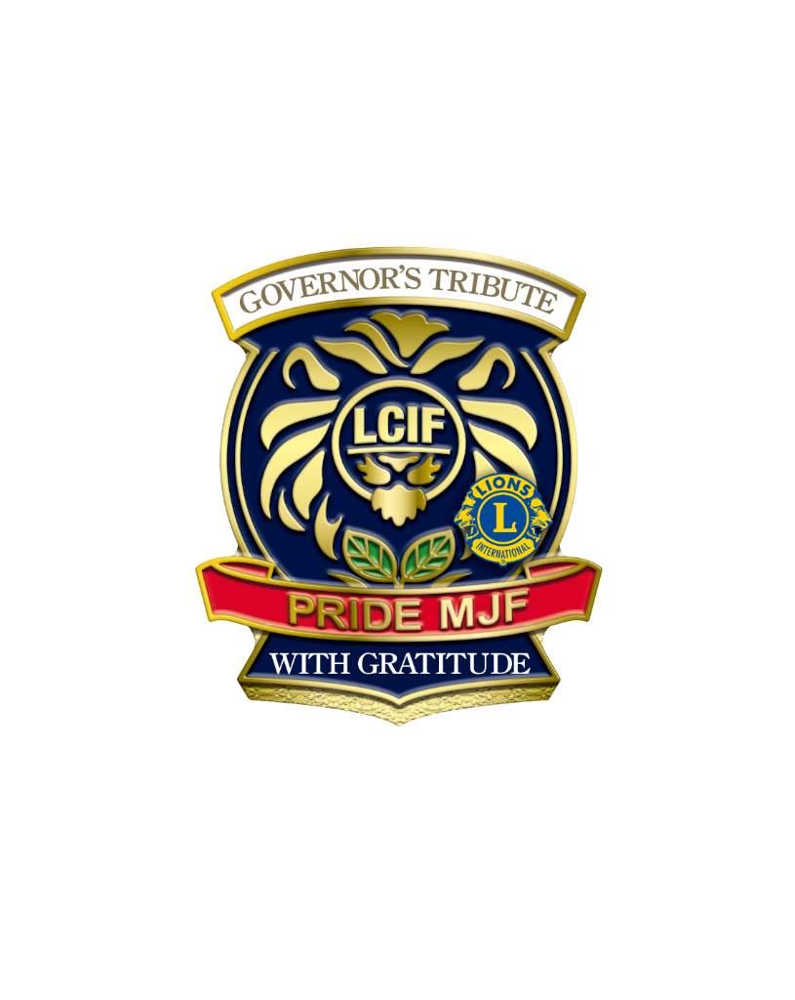 GOVERNOR'S TRIBUTE
LCIF
LIONS
L
INTERNATIONAL
®
PRIDE MJF
WITH GRATITUDE